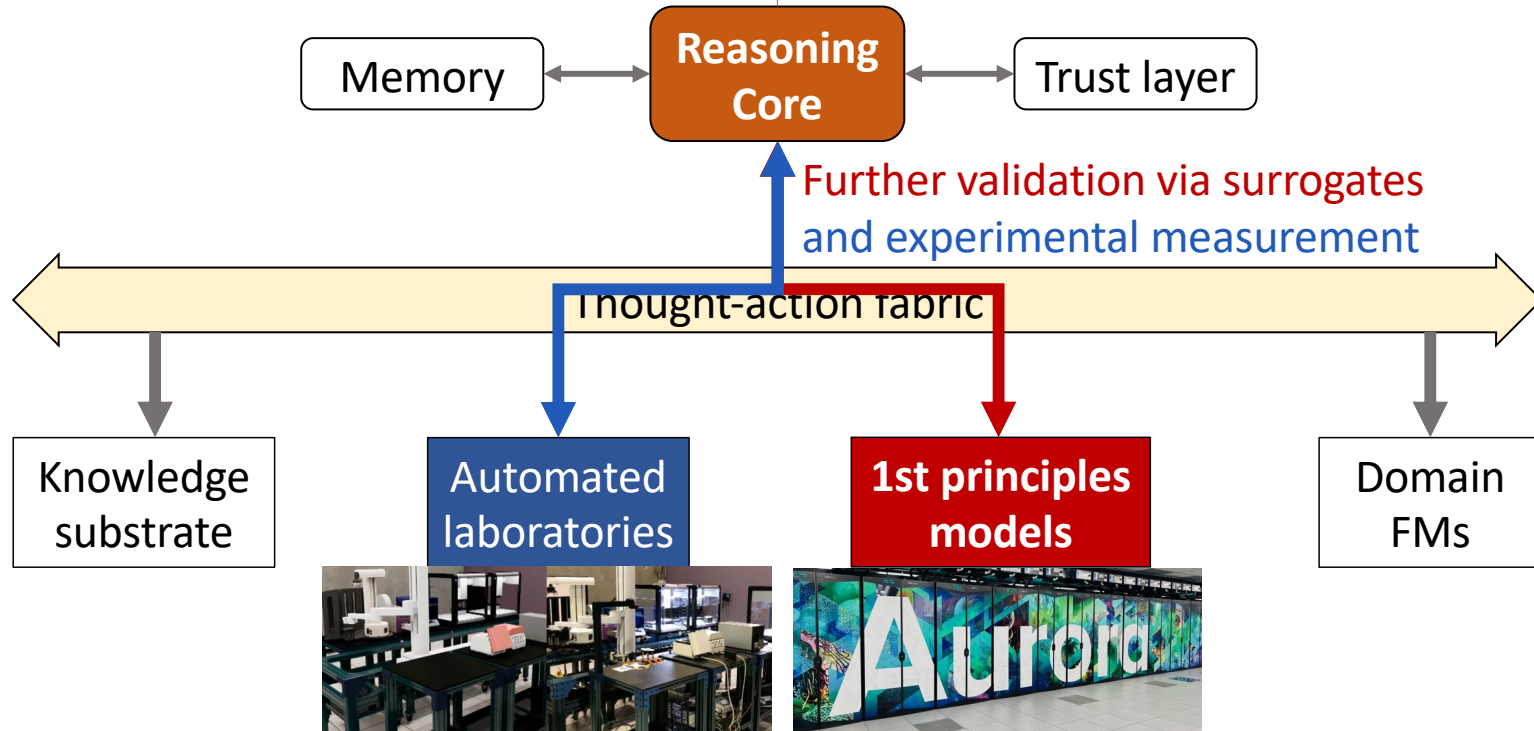 Memory
Reasoning
Core
Trust layer
Further validation via surrogates
and experimental measurement
Thought-action fabric
Knowledge
substrate
Automated
laboratories
1st principles
models
Domain
FMs
Aurora